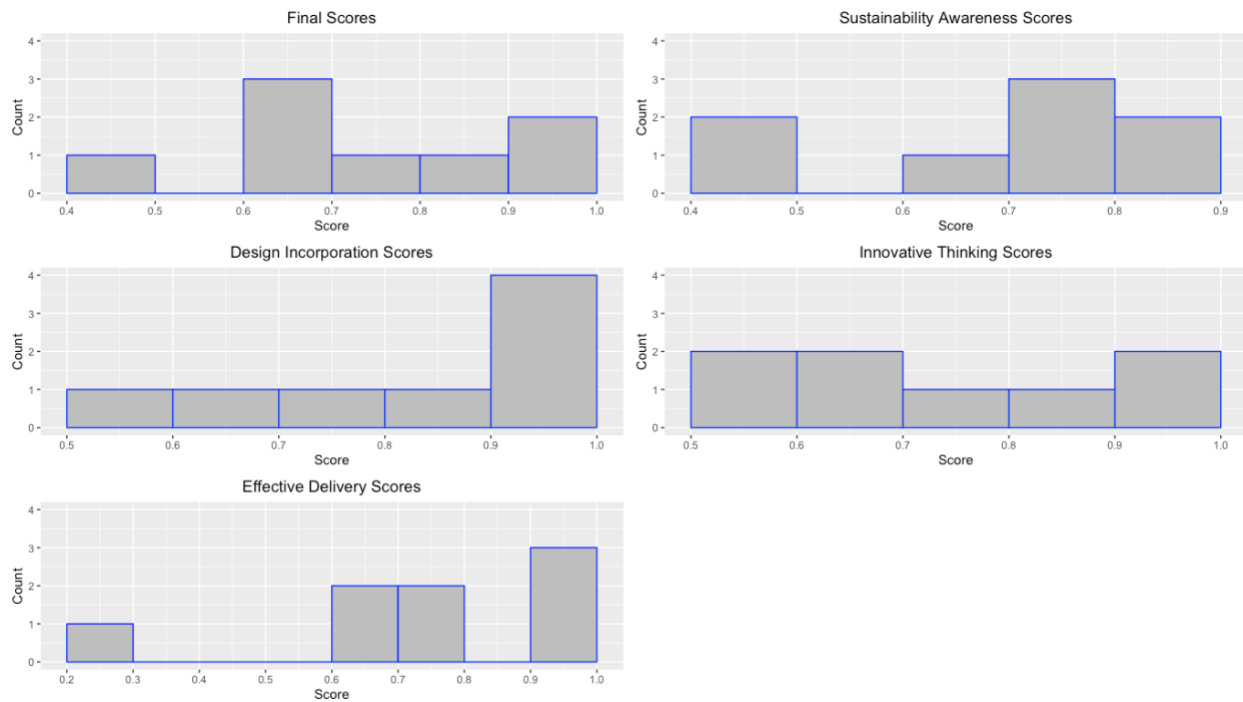 Final Scores
4
3
2
1
0
Count
0.4 0.5 0.6 0.7 0.8 0.9 1.0
Score
Sustainability Awareness Scores
4
3
2
1
0
Count
0.4 0.5 0.6 0.7 0.8 0.9
Score
Design Incorporation Scores
4
3
2
1
0
Count
0.5 0.6 0.7 0.8 0.9 1.0
Score
Innovative Thinking Scores
4
3
2
1
0
Count
0.5 0.6 0.7 0.8 0.9 1.0
Score
Effective Delivery Scores
4
3
2
1
0
Count
0.2 0.3 0.4 0.5 0.6 0.7 0.8 0.9 1.0
Score